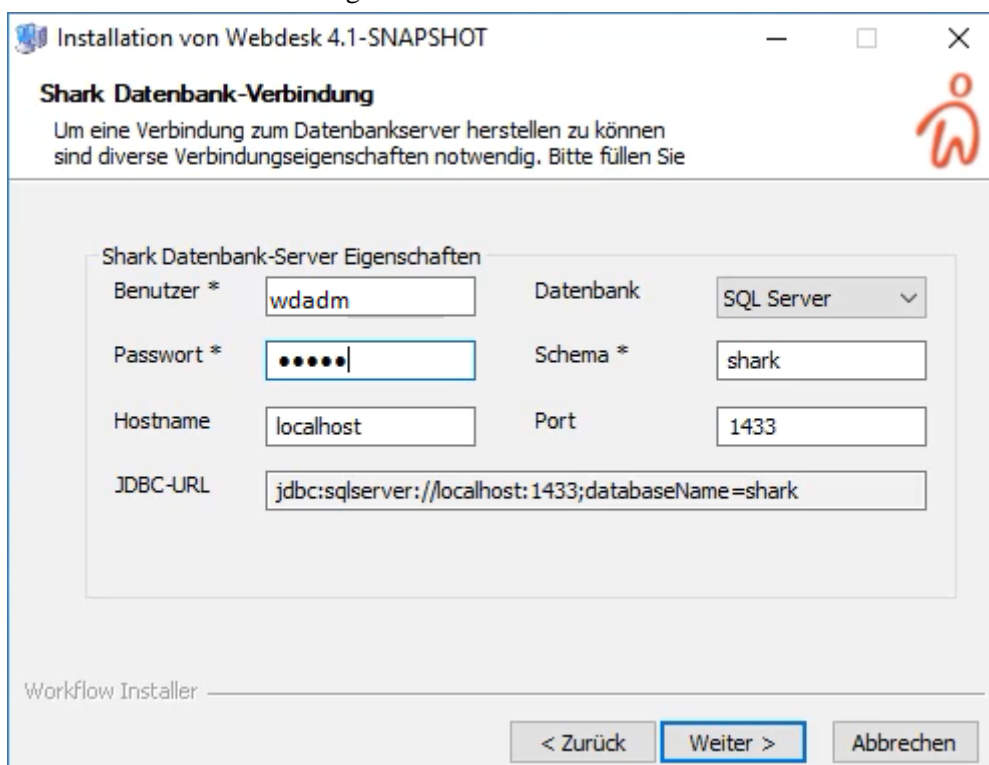 Installation von Webdesk 4.1-SNAPSHOT
Shark Datenbank-Verbindung
Um eine Verbindung zum Datenbankserver herstellen zu können
sind diverse Verbindungseigenschaften notwendig. Bitte füllen Sie
Shark Datenbank-Server Eigenschaften
Benutzer * wdadm Datenbank SQL Server
Passwort * ●●●●● Schema * shark
Hostname localhost Port 1433
JDBC-URL jdbc:sqlserver://localhost:1433;databaseName=shark
Workflow Installer
< Zurück Weiter > Abbrechen